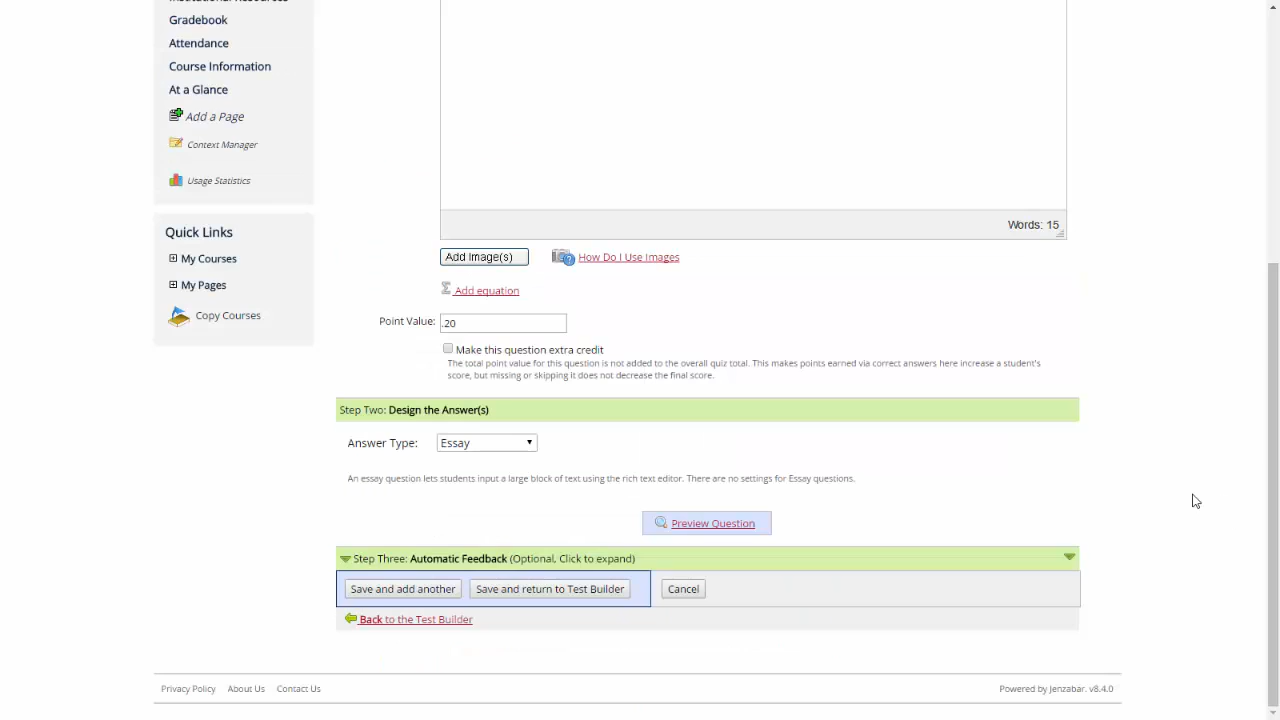 Gradebook
Attendance
Course Information
At a Glance
Add a Page
Context Manager
Usage Statistics
Quick Links
My Courses
My Pages
Copy Courses
Words: 15
Add Image(s)
How Do I Use Images
Add equation
Point Value: .20
Make this question extra credit
The total point value for this question is not added to the overall quiz total. This makes points earned via correct answers here increase a student's
score, but missing or skipping it does not decrease the final score.
Step Two: Design the Answer(s)
Answer Type: Essay
An essay question lets students input a large block of text using the rich text editor. There are no settings for Essay questions.
Preview Question
Step Three: Automatic Feedback (Optional, Click to expand)
Save and add another Save and return to Test Builder Cancel
Back to the Test Builder
Privacy Policy About Us Contact Us
Powered by Jenzabar. v8.4.0